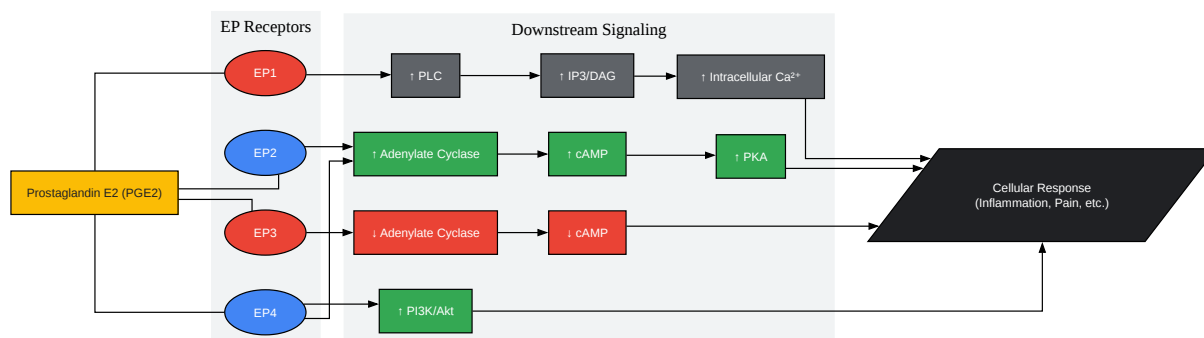 EP Receptors
Downstream Signaling
EP1
↑ PLC
↑ IP3/DAG
↑ Intracellular Ca²⁺
EP2
↑ Adenylate Cyclase
↑ cAMP
↑ PKA
Prostaglandin E2 (PGE2)
Cellular Response
(Inflammation, Pain, etc.)
EP3
↓ Adenylate Cyclase
↓ cAMP
EP4
↑ PI3K/Akt